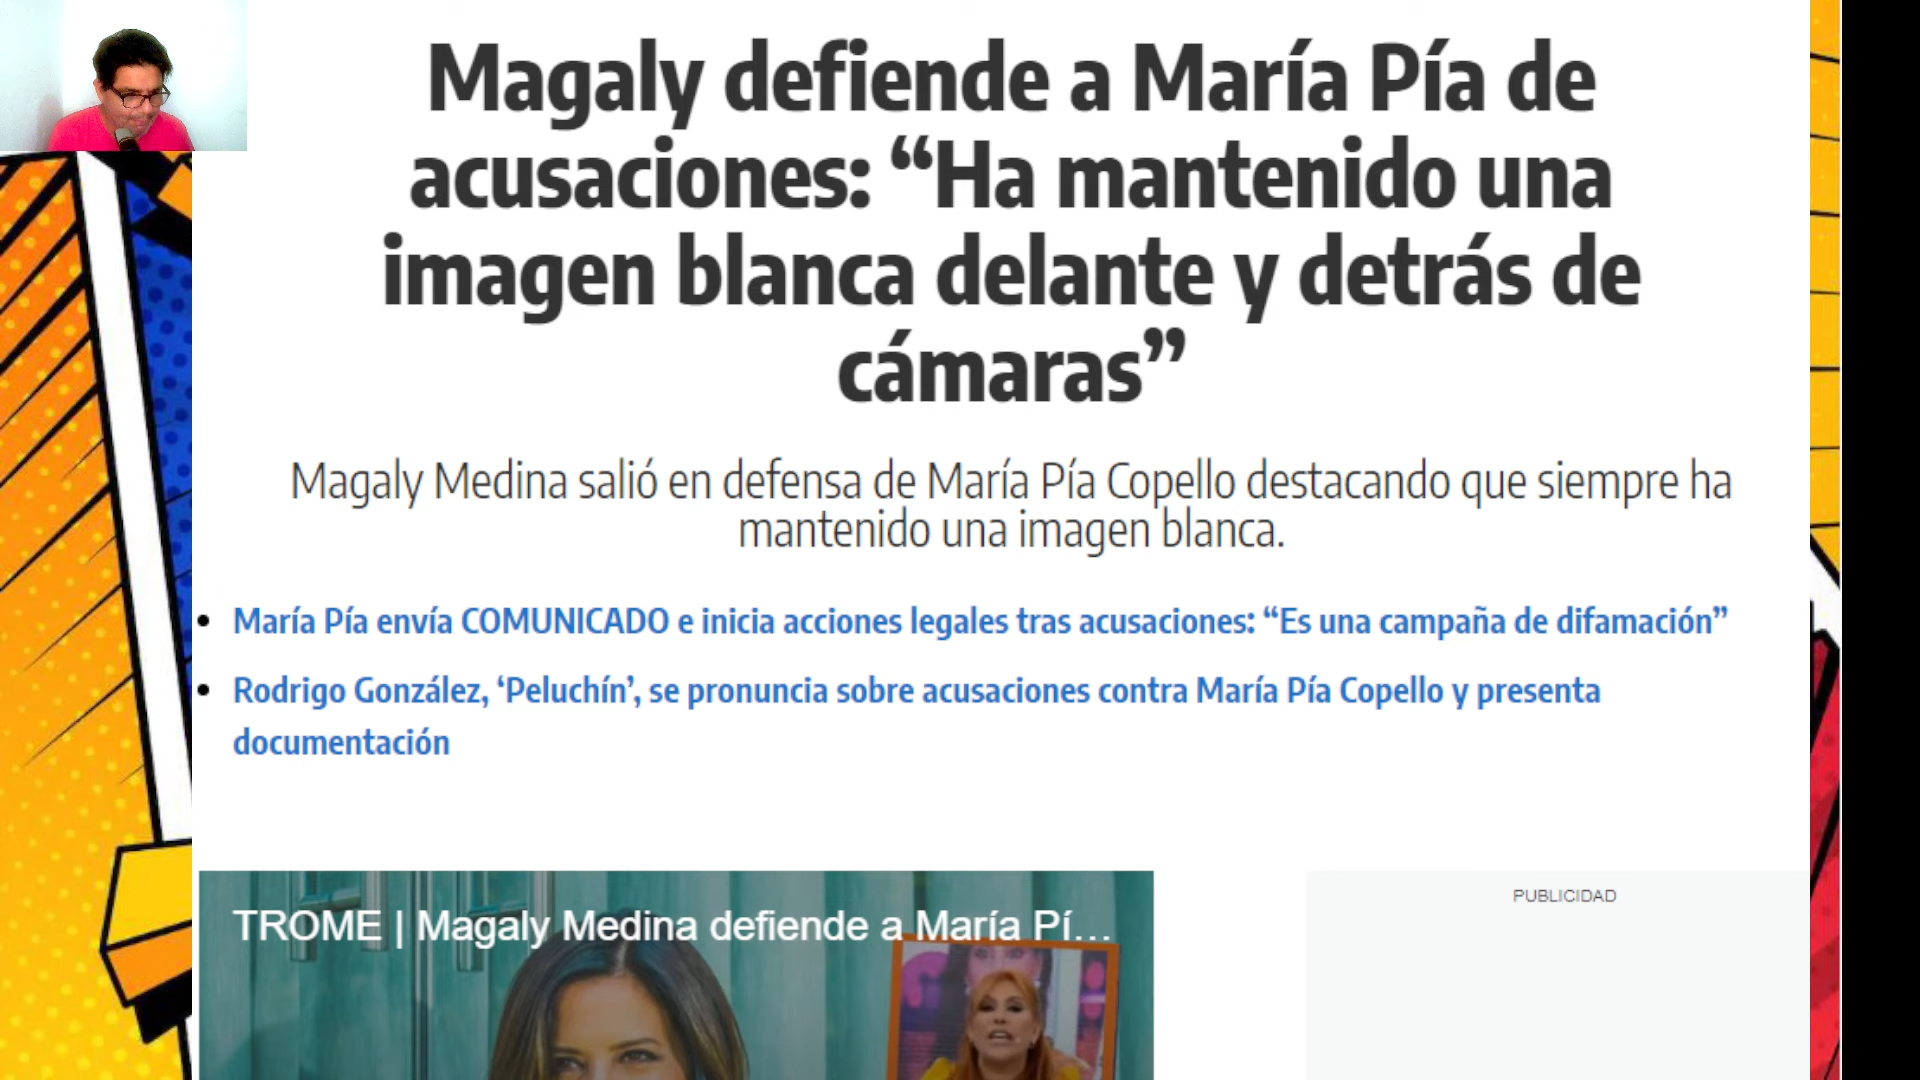 Magaly defiende a María Pía de
acusaciones: “Ha mantenido una
imagen blanca delante y detrás de
cámaras”
Magaly Medina salió en defensa de María Pía Copello destacando que siempre ha
mantenido una imagen blanca.
• María Pía envía COMUNICADO e inicia acciones legales tras acusaciones: “Es una campaña de difamación”
• Rodrigo González, ‘Peluchín’, se pronuncia sobre acusaciones contra María Pía Copello y presenta
documentación
TROME | Magaly Medina defiende a María Pí...
PUBLICIDAD